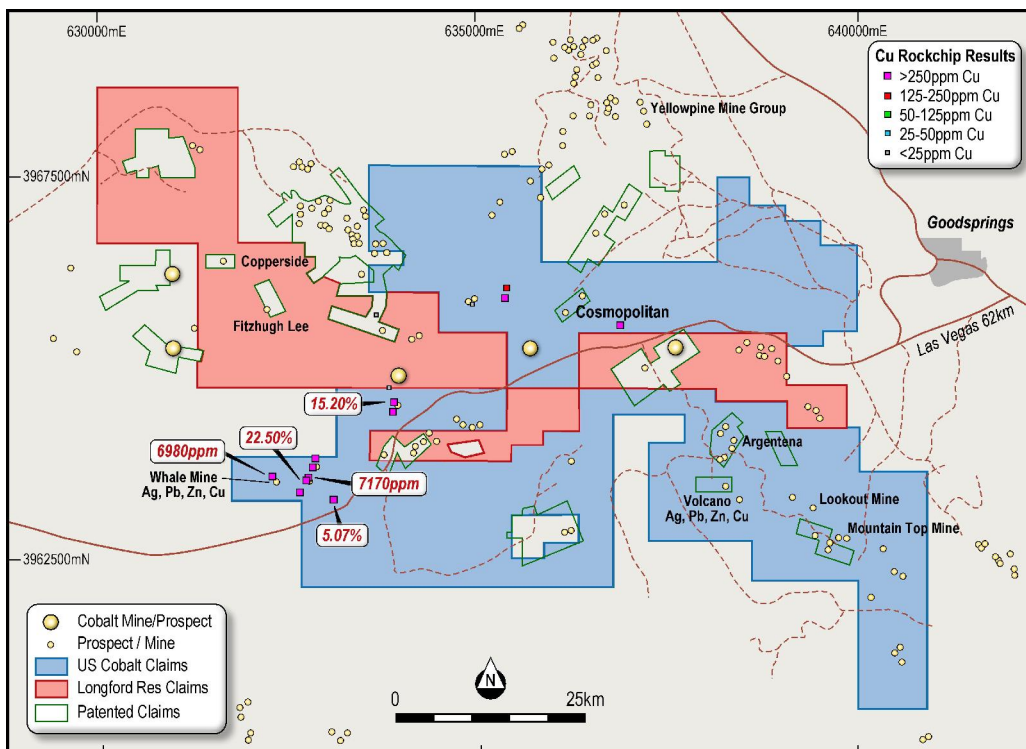 630000mE
635000mE
640000mE
Cu Rockchip Results
>250ppm Cu
125-250ppm Cu
50-125ppm Cu
25-50ppm Cu
<25ppm Cu
Yellowpine Mine Group
3967500mN
Goodsprings
Copperside
Fitzhugh Lee
Cosmopolitan
Las Vegas 62km
15.20%
22.50%
6980ppm
Whale Mine
Ag, Pb, Zn, Cu
7170ppm
5.07%
Argentena
Volcano
Ag, Pb, Zn, Cu
Lookout Mine
Mountain Top Mine
3962500mN
Cobalt Mine/Prospect
Prospect / Mine
US Cobalt Claims
Longford Res Claims
Patented Claims
N
0
25km